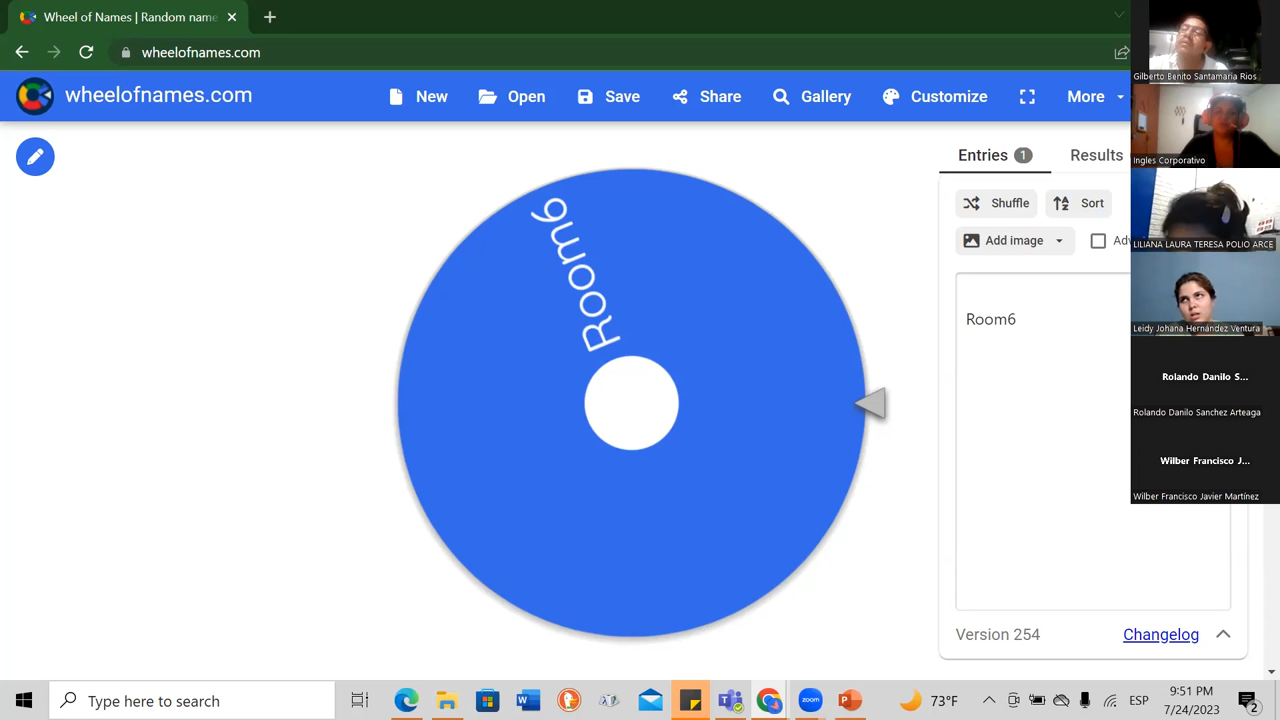 Wheel of Names | Random name
wheelofnames.com
wheelofnames.com
New
Open
Save
Share
Gallery
Customize
More
Entries 1
Results
Shuffle
Sort
Add image
Room6
Room6
Version 254
Changelog
Gilberto Benito Santamaria Rios
Ingles Corporativo
LILIANA LAURA TERESA POLIO ARCE
Leidy Johana Hernández Ventura
Rolando Danilo S...
Rolando Danilo Sanchez Arteaga
Wilber Francisco J...
Wilber Francisco Javier Martínez
Type here to search
zoom
73°F
ESP
9:51 PM
7/24/2023
2